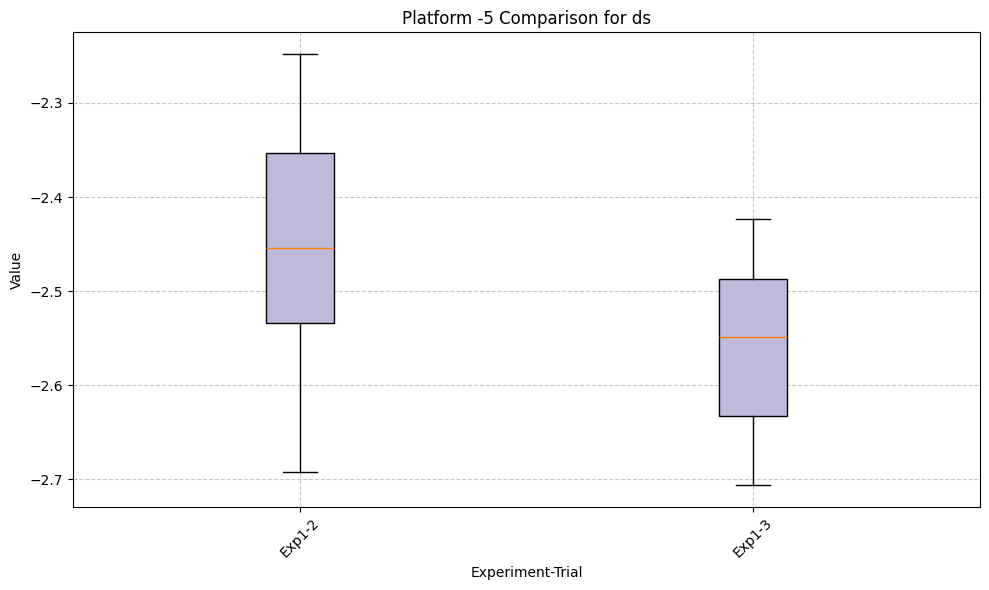 Platform -5 Comparison for ds
Value
−2.3
−2.4
−2.5
−2.6
−2.7
Exp1-2
Exp1-3
Experiment-Trial